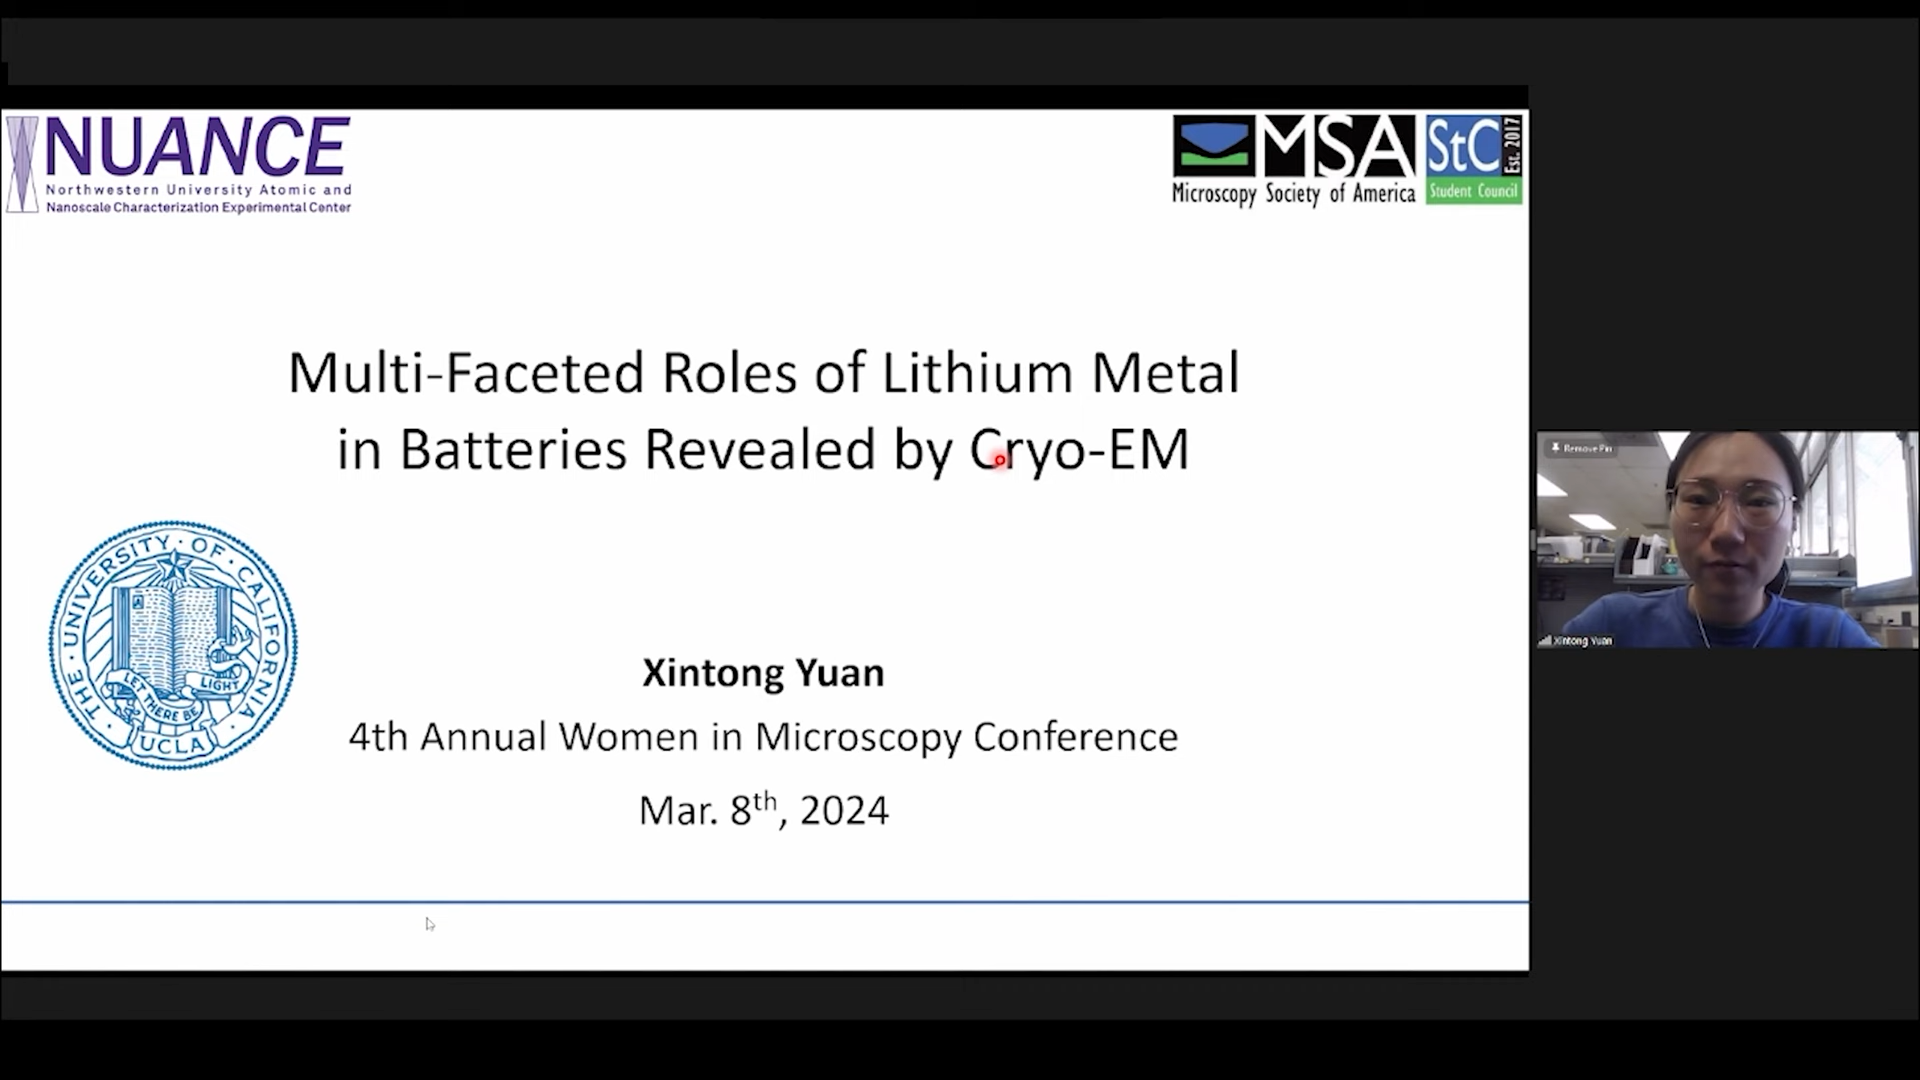 NUANCE
Northwestern University Atomic and
Nanoscale Characterization Experimental Center
MSA
Microscopy Society of America
StC
Est. 2017
Student Council
Multi-Faceted Roles of Lithium Metal
in Batteries Revealed by Cryo-EM
THE · UNIVERSITY · OF · CALIFORNIA ·
LET THERE BE LIGHT
UCLA
Xintong Yuan
4th Annual Women in Microscopy Conference
Mar. 8th, 2024
Remove Pin
Xintong Yuan